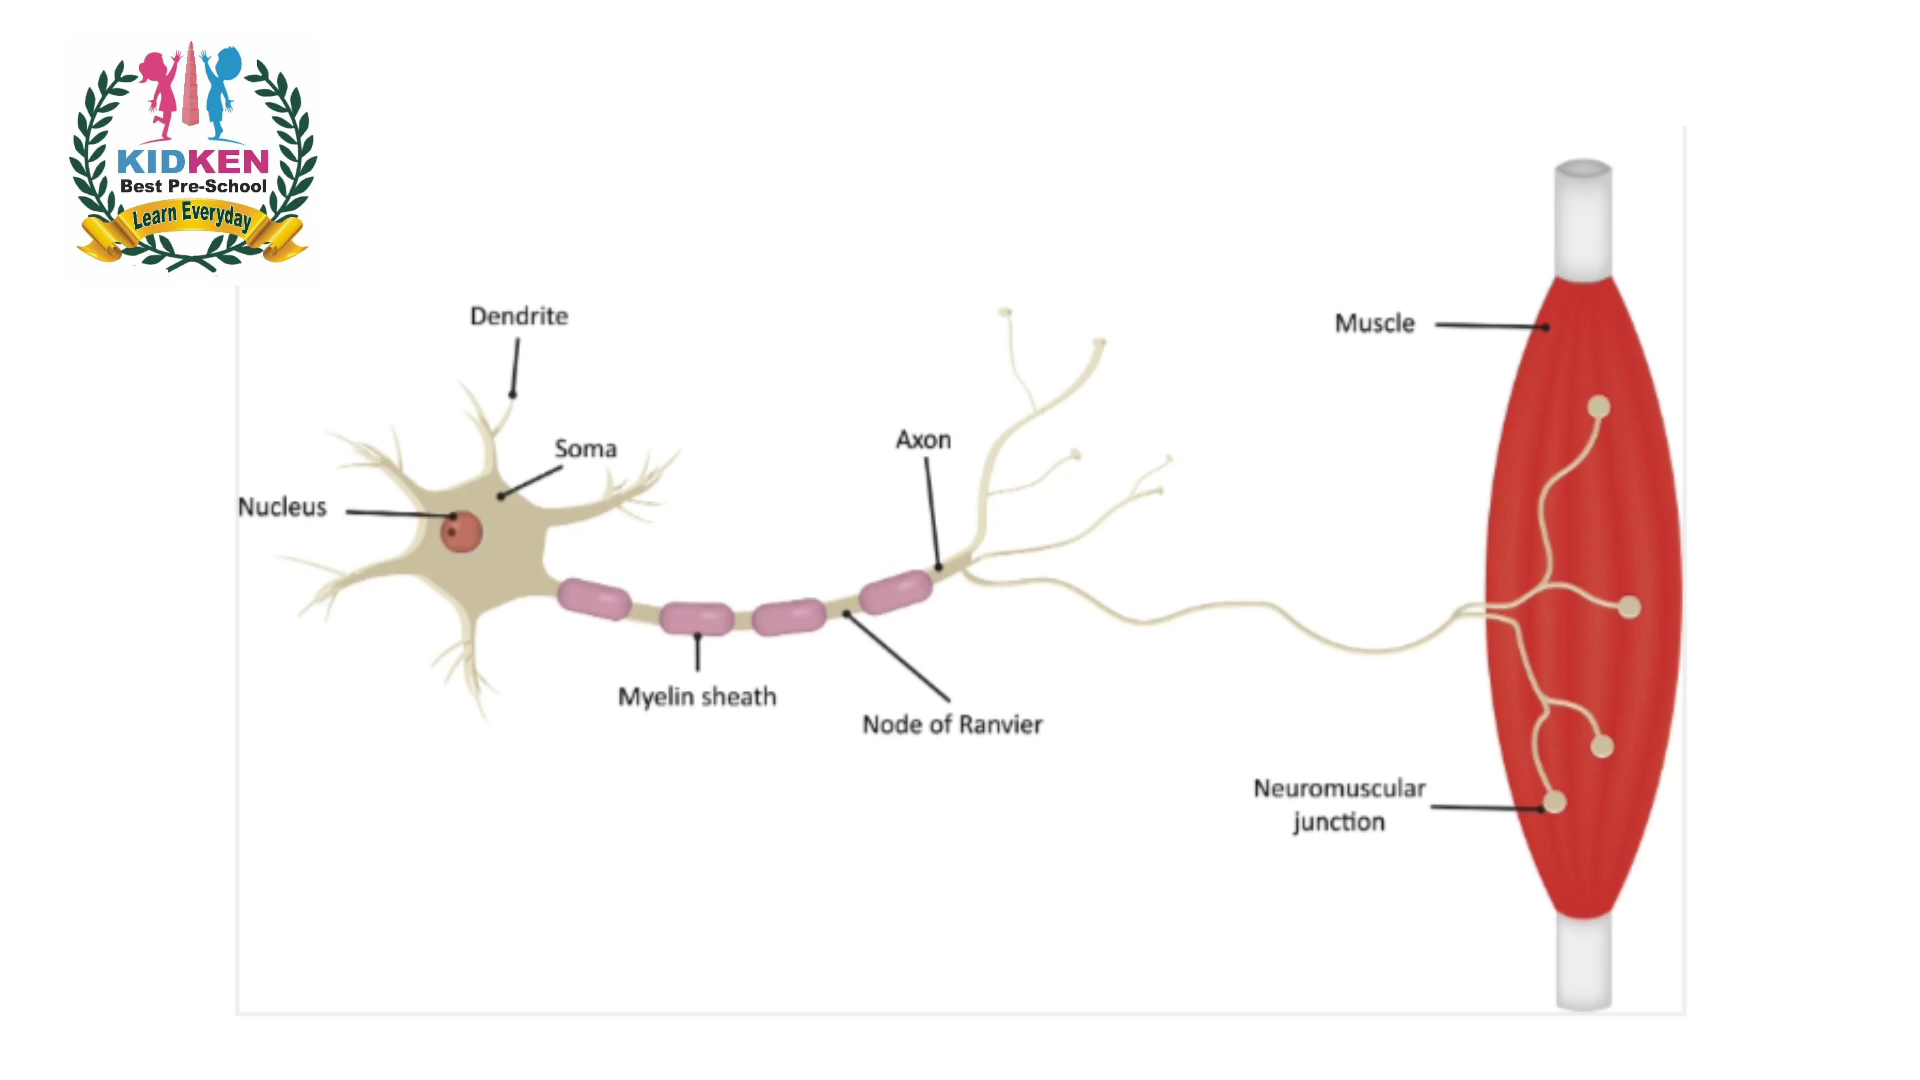 KIDKEN
Best Pre-School
Learn Everyday
Dendrite
Muscle
Soma
Axon
Nucleus
Myelin sheath
Node of Ranvier
Neuromuscular
junction